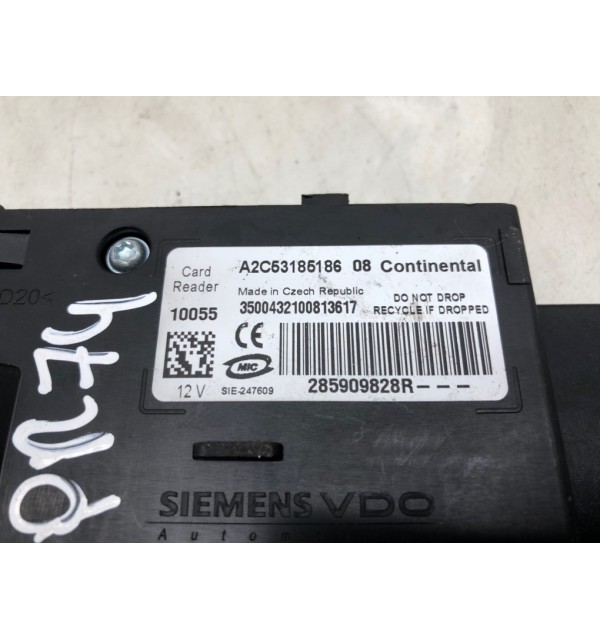 Card Reader
A2C53185186 08 Continental
Made in Czech Republic
10055
3500432100813617
DO NOT DROP
RECYCLE IF DROPPED
CE
MIC
12 V
SIE-247609
285909828R---
D20<
SIEMENS VDO